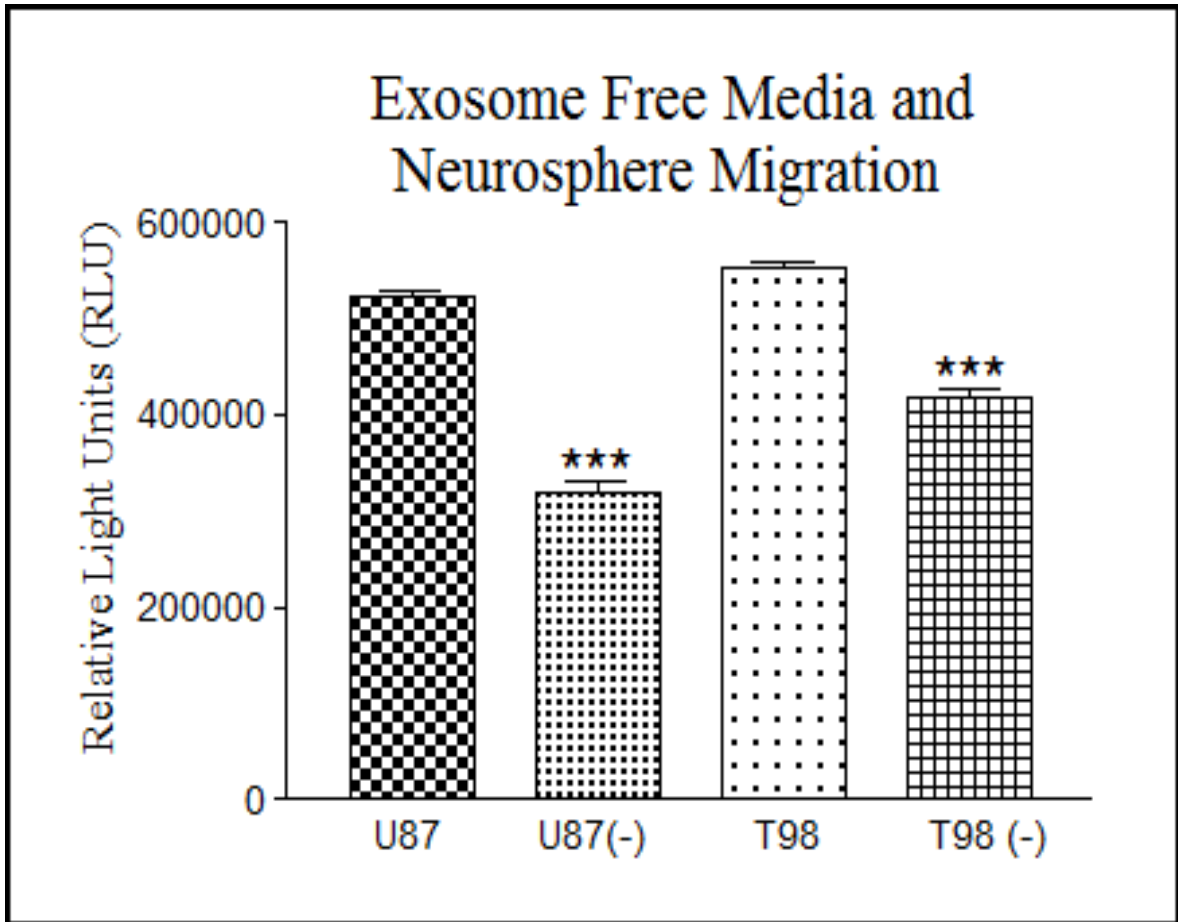 Exosome Free Media and
Neurosphere Migration
Relative Light Units (RLU)
600000
400000
200000
0
***
***
U87
U87(-)
T98
T98 (-)